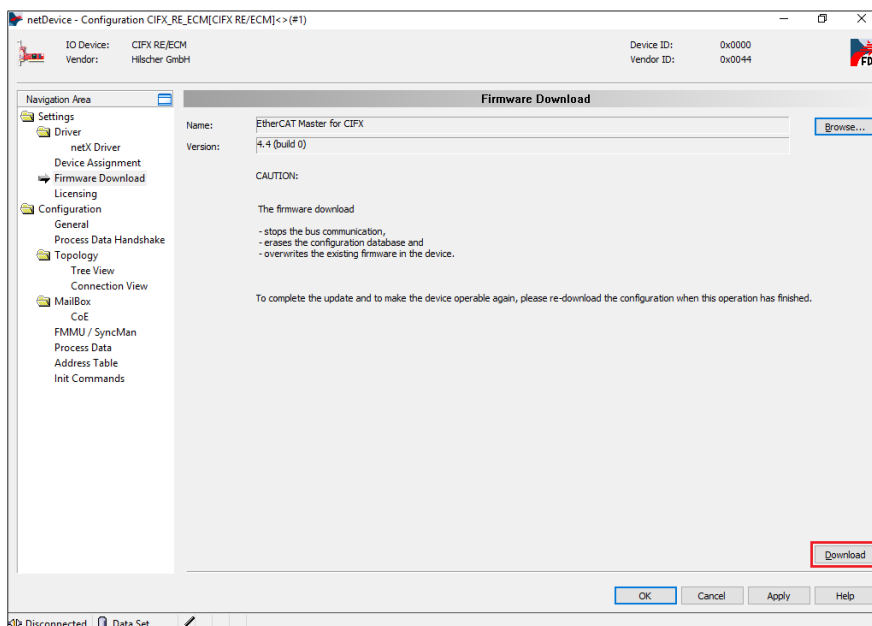 netDevice - Configuration CIFX_RE_ECM[CIFX RE/ECM]<>(#1)
IO Device: CIFX RE/ECM Device ID: 0x0000
Vendor: Hilscher GmbH Vendor ID: 0x0044
FD
Navigation Area
Settings
Driver
netX Driver
Device Assignment
Firmware Download
Licensing
Configuration
General
Process Data Handshake
Topology
Tree View
Connection View
MailBox
CoE
FMMU / SyncMan
Process Data
Address Table
Init Commands
Firmware Download
Name: EtherCAT Master for CIFX Browse...
Version: 4.4 (build 0)
CAUTION:
The firmware download
- stops the bus communication,
- erases the configuration database and
- overwrites the existing firmware in the device.
To complete the update and to make the device operable again, please re-download the configuration when this operation has finished.
Download
OK Cancel Apply Help
Disconnected Data Set